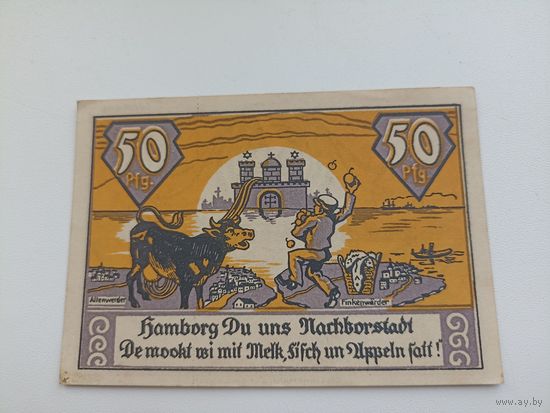 50 Pfg.
50 Pfg.
Altenwerder
Finkenwärder
Hamborg Du uns Nachborstadt
De mookt wi mit Melk, Fisch un Appeln satt!
www.ay.by